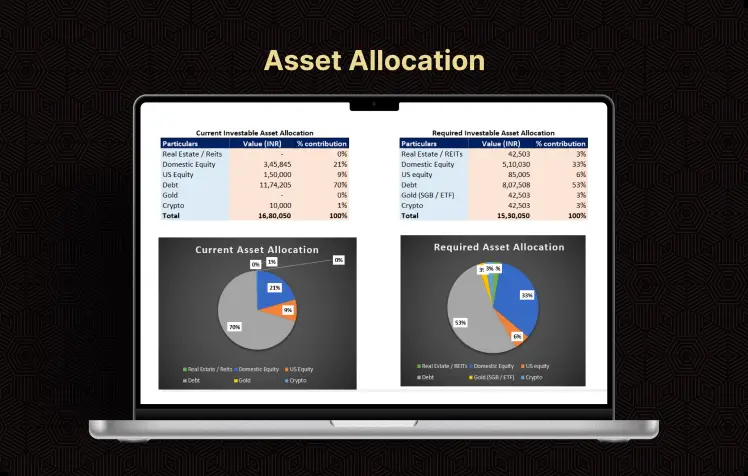 Asset Allocation
Current Investable Asset Allocation
Particulars Value (INR) % contribution
Real Estate / Reits - 0%
Domestic Equity 3,45,845 21%
US Equity 1,50,000 9%
Debt 11,74,205 70%
Gold - 0%
Crypto 10,000 1%
Total 16,80,050 100%
Required Investable Asset Allocation
Particulars Value (INR) % contribution
Real Estate / REITs 42,503 3%
Domestic Equity 5,10,030 33%
US equity 85,005 6%
Debt 8,07,508 53%
Gold (SGB / ETF) 42,503 3%
Crypto 42,503 3%
Total 15,30,050 100%
Current Asset Allocation
0% 1% 0%
21%
9%
70%
Real Estate / Reits Domestic Equity US Equity
Debt Gold Crypto
Required Asset Allocation
3%
33%
53%
6%
Real Estate / REITs Domestic Equity US equity
Debt Gold (SGB / ETF) Crypto